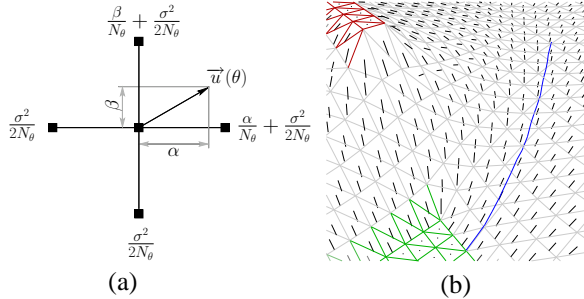 β/N_θ + σ²/2N_θ
u⃗(θ)
β
σ²/2N_θ
α/N_θ + σ²/2N_θ
α
σ²/2N_θ
(a)
(b)